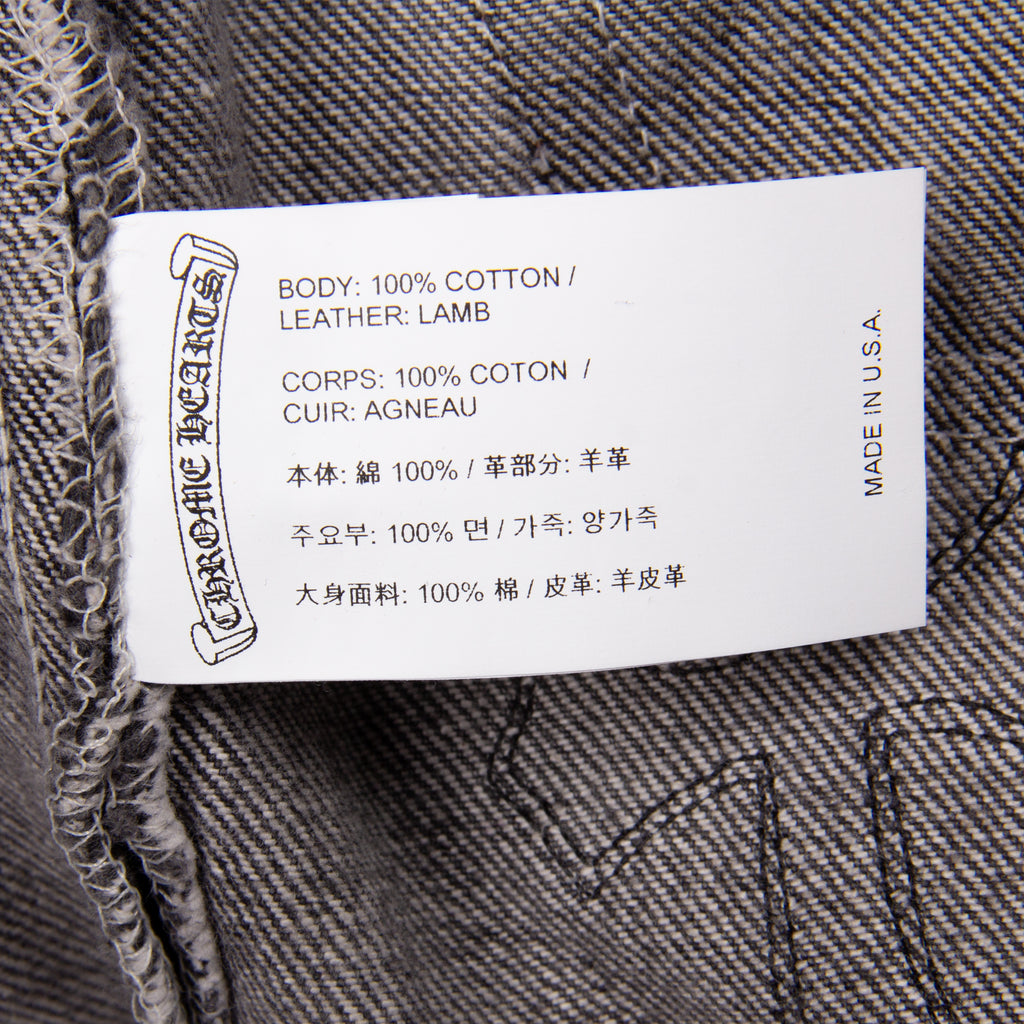 CHROME HEARTS
BODY: 100% COTTON /
LEATHER: LAMB
CORPS: 100% COTON /
CUIR: AGNEAU
本体: 綿 100% / 革部分: 羊革
주요부: 100% 면 / 가죽: 양가죽
大身面料: 100% 棉 / 皮革: 羊皮革
MADE IN U.S.A.